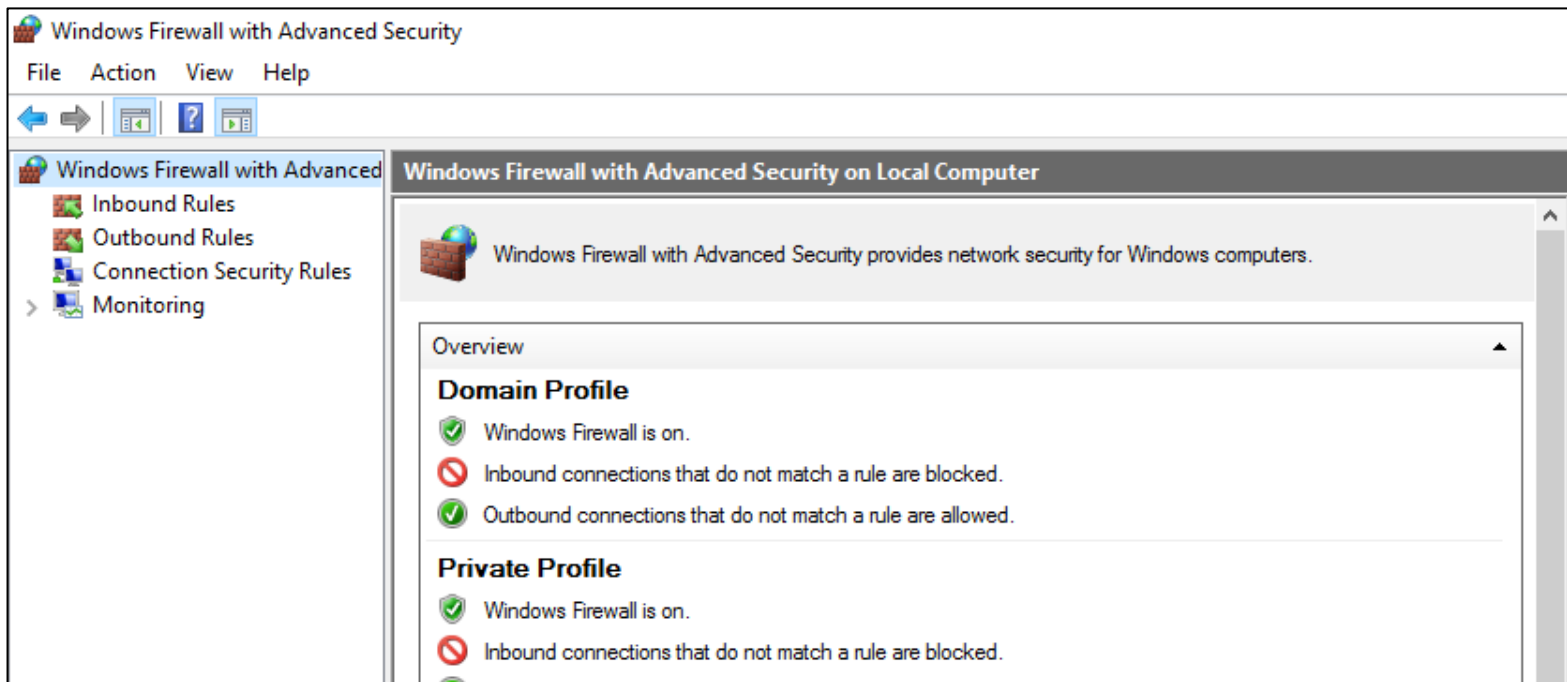 Windows Firewall with Advanced Security
File Action View Help
Windows Firewall with Advanced
Inbound Rules
Outbound Rules
Connection Security Rules
Monitoring
Windows Firewall with Advanced Security on Local Computer
Windows Firewall with Advanced Security provides network security for Windows computers.
Overview
Domain Profile
Windows Firewall is on.
Inbound connections that do not match a rule are blocked.
Outbound connections that do not match a rule are allowed.
Private Profile
Windows Firewall is on.
Inbound connections that do not match a rule are blocked.